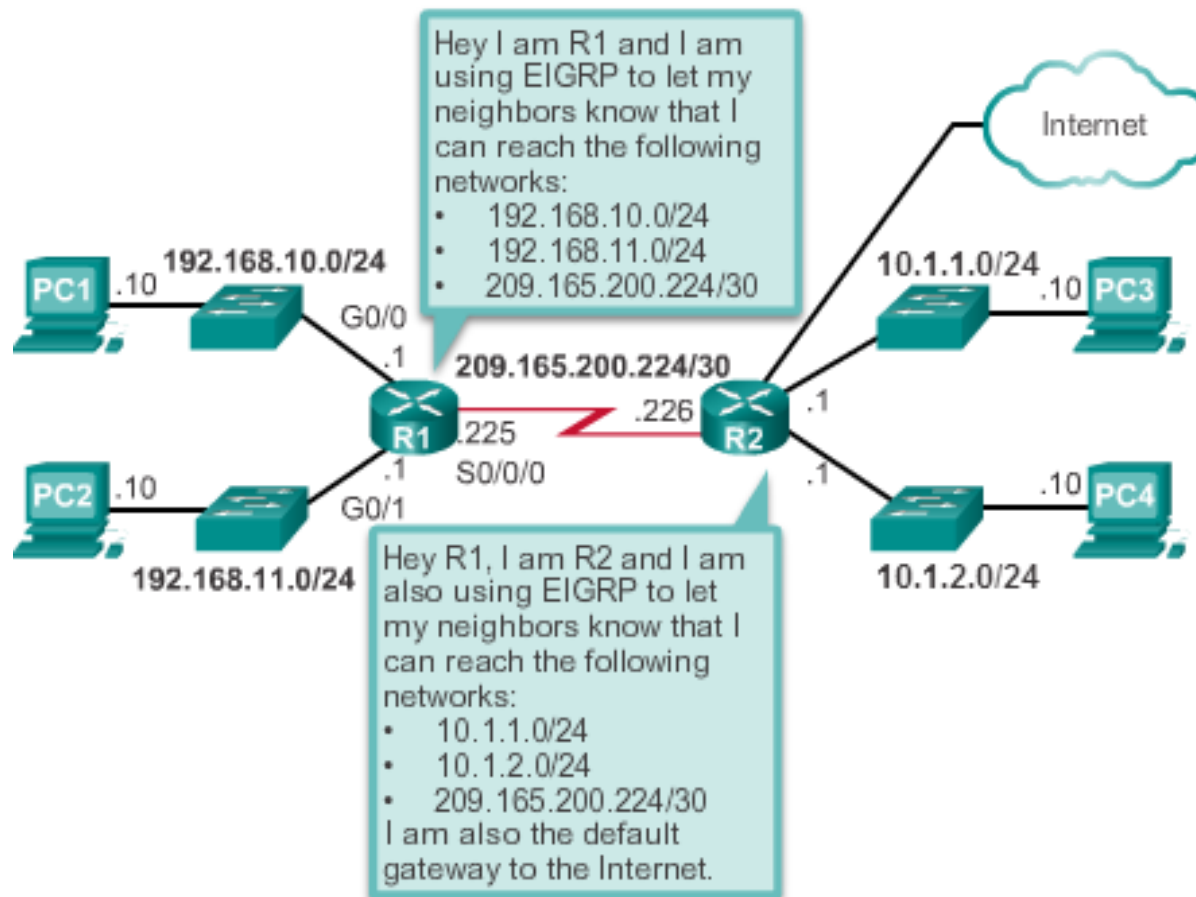 Hey I am R1 and I am
using EIGRP to let my
neighbors know that I
can reach the following
networks:
• 192.168.10.0/24
• 192.168.11.0/24
• 209.165.200.224/30
Internet
192.168.10.0/24
PC1
.10
G0/0
.1
10.1.1.0/24
.10
PC3
209.165.200.224/30
R1
.225
S0/0/0
.226
R2
.1
.1
PC2
.10
.1
G0/1
192.168.11.0/24
.10
PC4
10.1.2.0/24
Hey R1, I am R2 and I am
also using EIGRP to let
my neighbors know that I
can reach the following
networks:
• 10.1.1.0/24
• 10.1.2.0/24
• 209.165.200.224/30
I am also the default
gateway to the Internet.